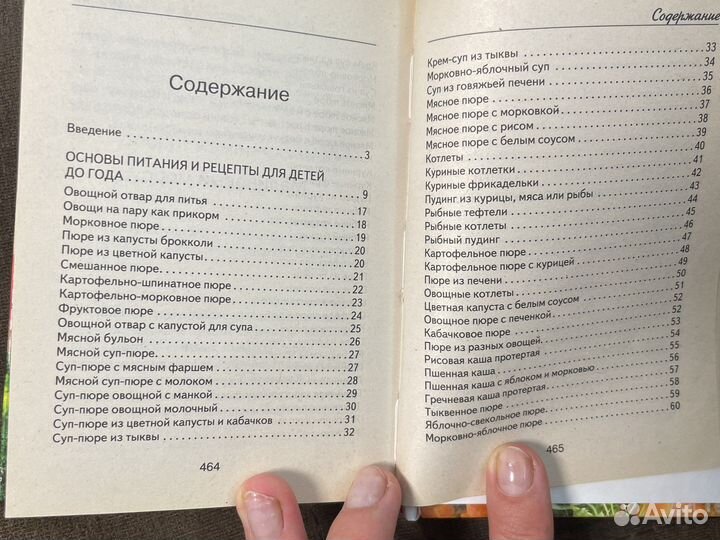 Содержание
Введение 3
ОСНОВЫ ПИТАНИЯ И РЕЦЕПТЫ ДЛЯ ДЕТЕЙ
ДО ГОДА 9
Овощной отвар для питья 17
Овощи на пару как прикорм 18
Морковное пюре 19
Пюре из капусты брокколи 20
Пюре из цветной капусты 20
Смешанное пюре 21
Картофельно-шпинатное пюре 22
Картофельно-морковное пюре 23
Фруктовое пюре 24
Овощной отвар с капустой для супа 25
Мясной бульон 26
Мясной суп-пюре 27
Суп-пюре с мясным фаршем 27
Мясной суп-пюре с молоком 28
Суп-пюре овощной с манкой 29
Суп-пюре овощной молочный 30
Суп-пюре из цветной капусты и кабачков 31
Суп-пюре из тыквы 32
464
Содержание
Крем-суп из тыквы 33
Морковно-яблочный суп 34
Суп из говяжьей печени 35
Мясное пюре 36
Мясное пюре с морковкой 37
Мясное пюре с рисом 38
Мясное пюре с белым соусом 39
Котлеты 40
Куриные котлетки 41
Куриные фрикадельки 42
Пудинг из курицы, мяса или рыбы 43
Рыбные тефтели 44
Рыбные котлеты 45
Рыбный пудинг 46
Картофельное пюре 47
Картофельное пюре с курицей 48
Пюре из печени 49
Овощные котлеты 50
Цветная капуста с белым соусом 51
Овощное пюре с печенкой 52
Кабачковое пюре 52
Пюре из разных овощей 53
Рисовая каша протертая 54
Пшенная каша 55
Пшенная каша с яблоком и морковью 56
Гречневая каша протертая 57
Тыквенное пюре 58
Яблочно-свекольное пюре 59
Морковно-яблочное пюре 60
465
Avito